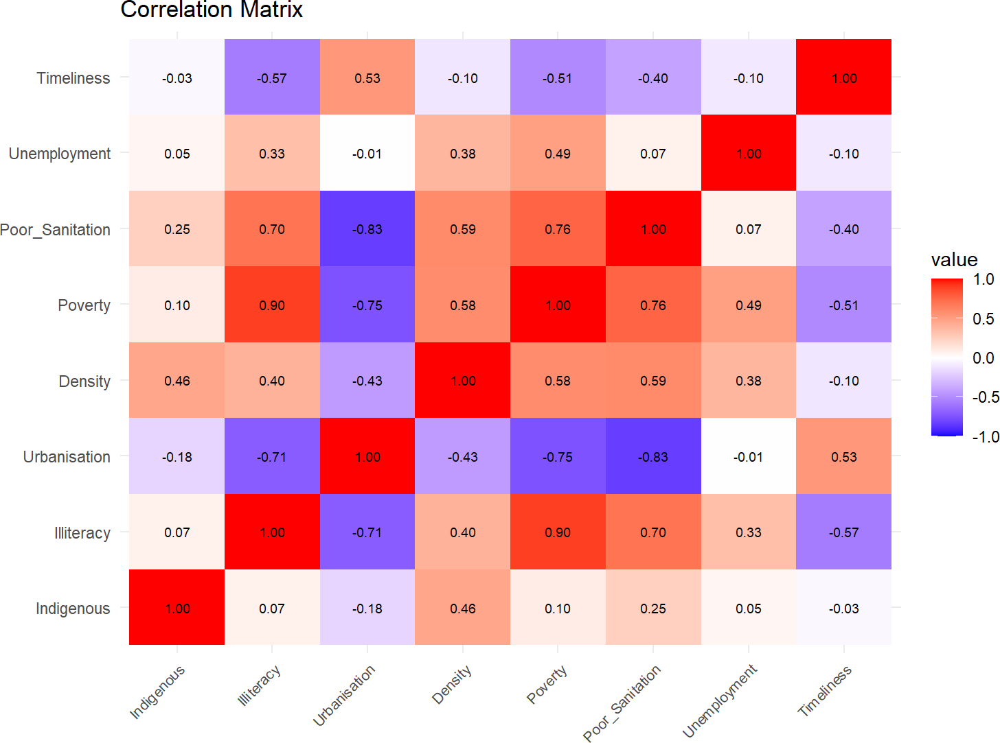 Correlation Matrix
Timeliness -0.03 -0.57 0.53 -0.10 -0.51 -0.40 -0.10 1.00
Unemployment 0.05 0.33 -0.01 0.38 0.49 0.07 1.00 -0.10
Poor_Sanitation 0.25 0.70 -0.83 0.59 0.76 1.00 0.07 -0.40
Poverty 0.10 0.90 -0.75 0.58 1.00 0.76 0.49 -0.51
Density 0.46 0.40 -0.43 1.00 0.58 0.59 0.38 -0.10
Urbanisation -0.18 -0.71 1.00 -0.43 -0.75 -0.83 -0.01 0.53
Illiteracy 0.07 1.00 -0.71 0.40 0.90 0.70 0.33 -0.57
Indigenous 1.00 0.07 -0.18 0.46 0.10 0.25 0.05 -0.03
Indigenous Illiteracy Urbanisation Density Poverty Poor_Sanitation Unemployment Timeliness
value
1.0
0.5
0.0
-0.5
-1.0